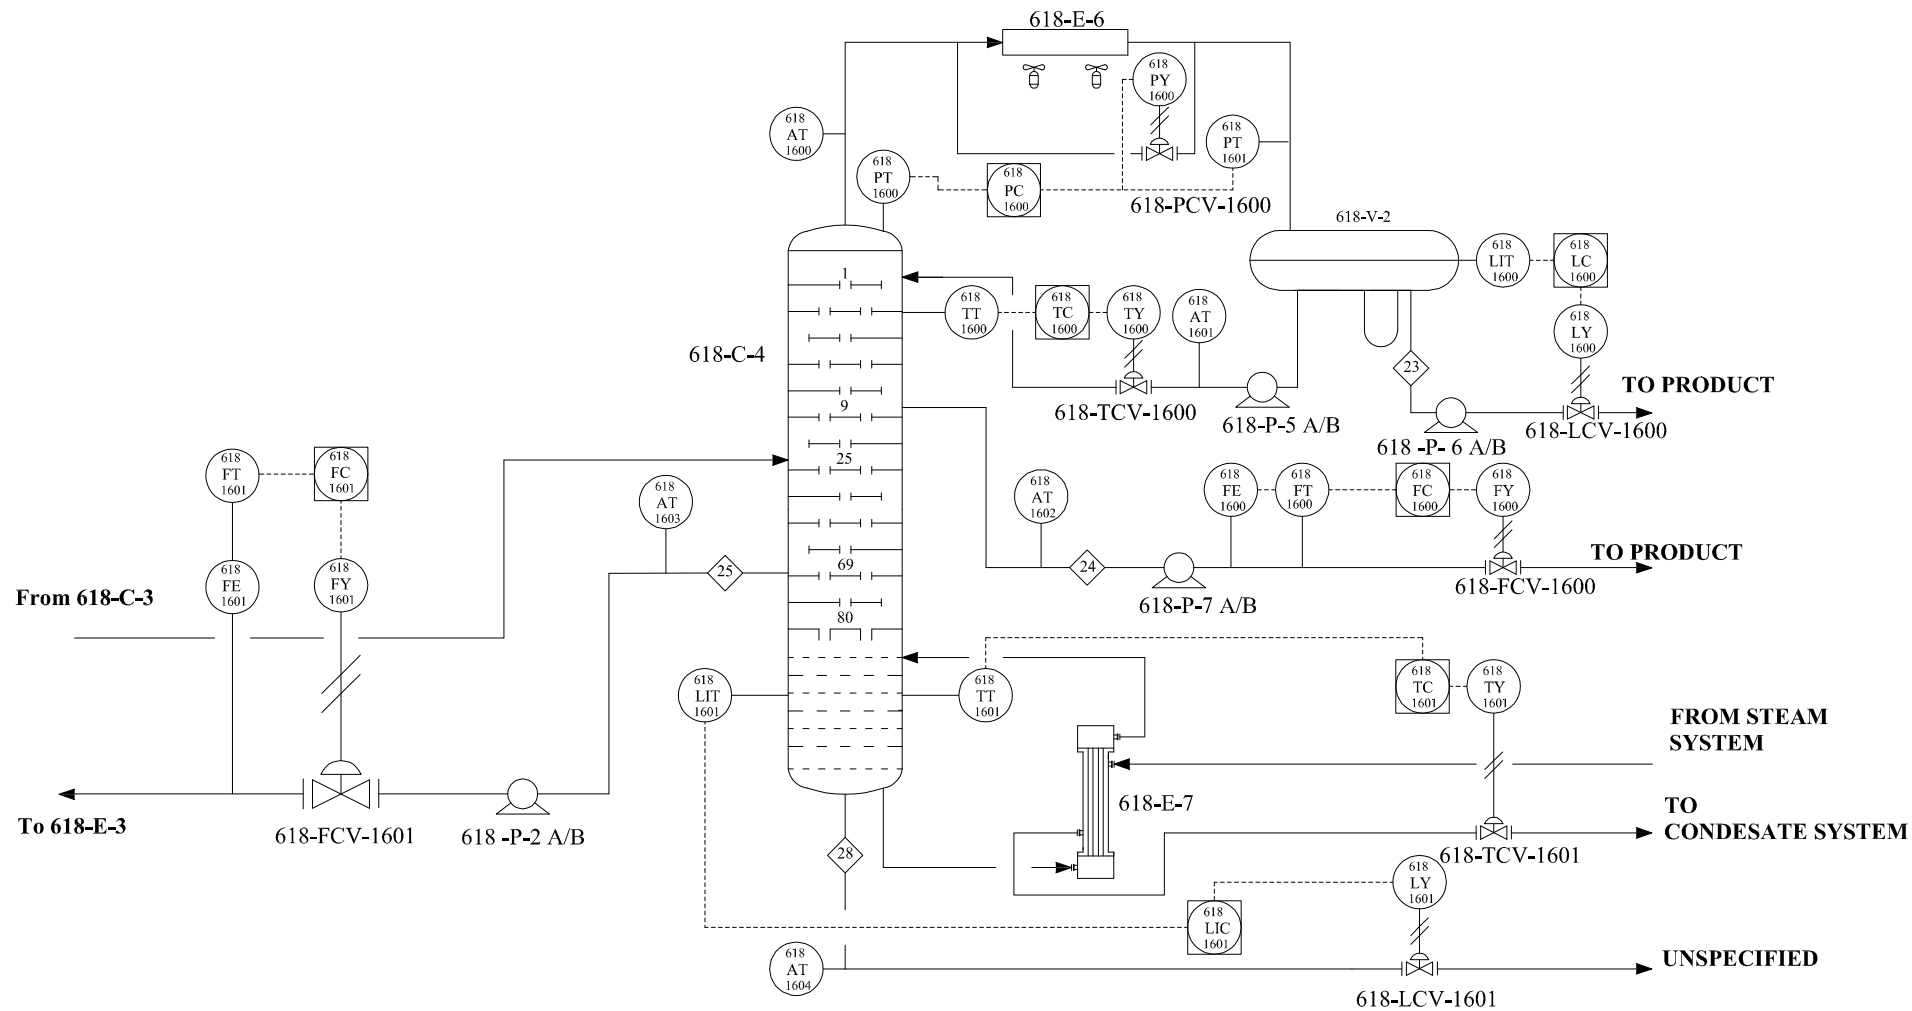 618-E-6
618
PY
1600
618
AT
1600
618
PT
1601
618
PT
1600
618
PC
1600
618-PCV-1600
618-V-2
618
LIT
1600
618
LC
1600
1
618
TT
1600
618
TC
1600
618
TY
1600
618
AT
1601
618
LY
1600
618-C-4
23
TO PRODUCT
9
618-TCV-1600
618-P-5 A/B
618 -P- 6 A/B
618-LCV-1600
25
618
FT
1601
618
FC
1601
618
AT
1603
618
AT
1602
618
FE
1600
618
FT
1600
618
FC
1600
618
FY
1600
69
TO PRODUCT
618
FE
1601
618
FY
1601
25
24
618-P-7 A/B
618-FCV-1600
From 618-C-3
80
618
LIT
1601
618
TT
1601
618
TC
1601
618
TY
1601
FROM STEAM
SYSTEM
618-E-7
TO
CONDESATE SYSTEM
To 618-E-3
618-FCV-1601
618 -P-2 A/B
28
618-TCV-1601
618
LY
1601
618
LIC
1601
618
AT
1604
UNSPECIFIED
618-LCV-1601